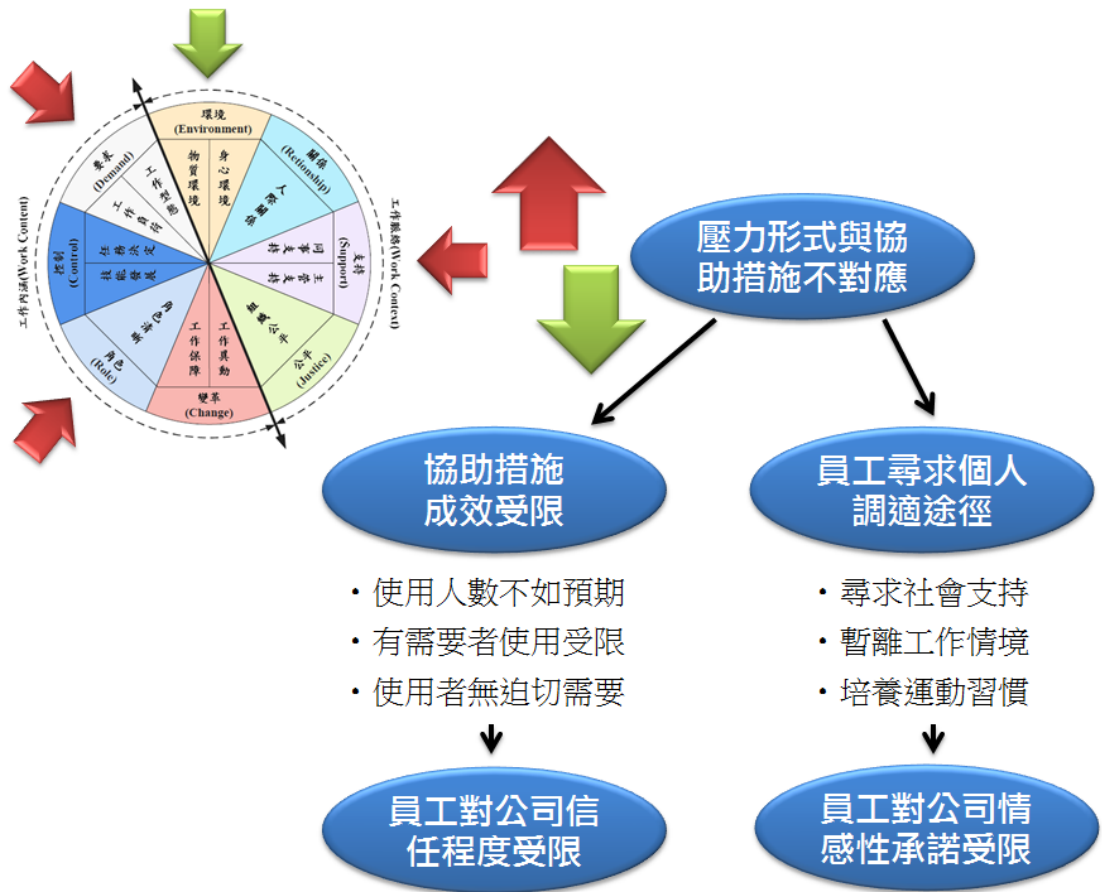 環境
(Environment)
物質環境
身心環境
關係
(Retionship)
人際關係
支持
(Support)
同事支持
主管支持
公平
(Justice)
組織公平
變革
(Change)
工作異動
工作保障
角色
(Role)
角色清晰
控制
(Control)
任務決定
技能發展
要求
(Demand)
工作型態
工作負荷
工作內涵(Work Content)
工作脈絡(Work Context)
壓力形式與協
助措施不對應
協助措施
成效受限
員工尋求個人
調適途徑
・使用人數不如預期
・有需要者使用受限
・使用者無迫切需要
・尋求社會支持
・暫離工作情境
・培養運動習慣
員工對公司信
任程度受限
員工對公司情
感性承諾受限